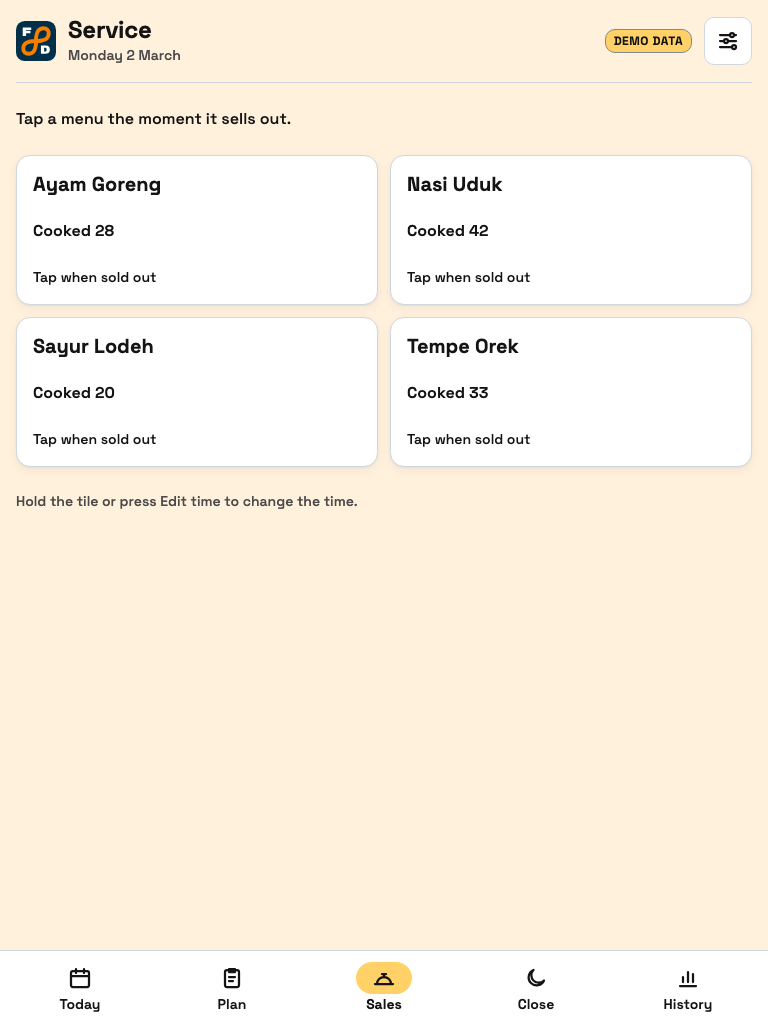 F D
Service
Monday 2 March
DEMO DATA
Tap a menu the moment it sells out.
Ayam Goreng
Cooked 28
Tap when sold out
Nasi Uduk
Cooked 42
Tap when sold out
Sayur Lodeh
Cooked 20
Tap when sold out
Tempe Orek
Cooked 33
Tap when sold out
Hold the tile or press Edit time to change the time.
Today
Plan
Sales
Close
History